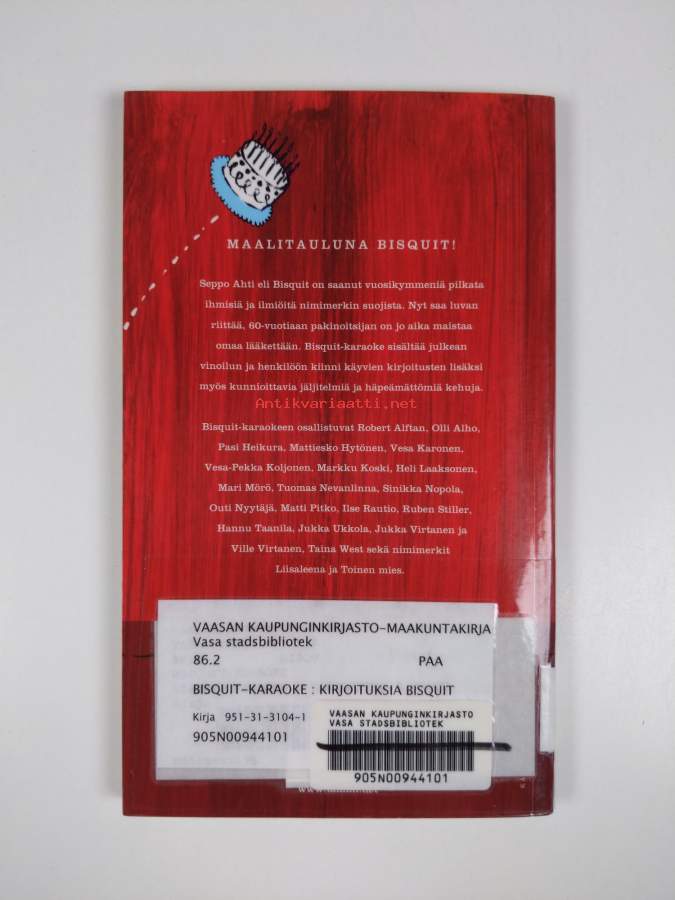 MAALITAULUNA BISQUIT!
Seppo Ahti eli Bisquit on saanut vuosikymmeniä pilkata
ihmisiä ja ilmiöitä nimimerkin suojista. Nyt saa luvan
riittää, 60-vuotiaan pakinoitsijan on jo aika maistaa
omaa lääkettään. Bisquit-karaoke sisältää julkean
vinoilun ja henkilöön kiinni käyvien kirjoitusten lisäksi
myös kunnioittavia jäljitelmiä ja häpeämättömiä kehuja.
Antikvariaatti.net
Bisquit-karaokeen osallistuvat Robert Alftan, Olli Alho,
Pasi Heikura, Mattiesko Hytönen, Vesa Karonen,
Vesa-Pekka Koljonen, Markku Koski, Heli Laaksonen,
Mari Mörö, Tuomas Nevanlinna, Sinikka Nopola,
Outi Nyytäjä, Matti Pitko, Ilse Rautio, Ruben Stiller,
Hannu Taanila, Jukka Ukkola, Jukka Virtanen ja
Ville Virtanen, Taina West sekä nimimerkit
Liisaleena ja Toinen mies.
VAASAN KAUPUNGINKIRJASTO-MAAKUNTAKIRJA
Vasa stadsbibliotek
86.2 PAA
BISQUIT-KARAOKE : KIRJOITUKSIA BISQUIT
Kirja 951-31-3104-1
905N00944101
VAASAN KAUPUNGINKIRJASTO
VASA STADSBIBLIOTEK
905N00944101